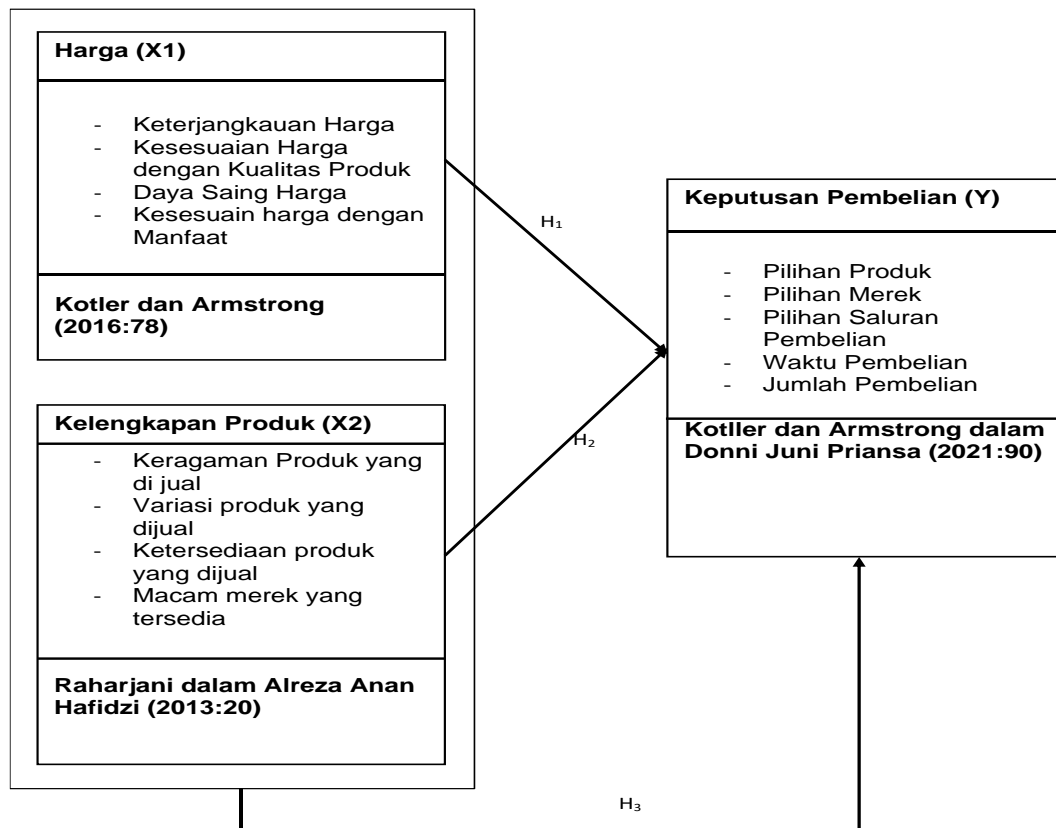 Harga (X1)
- Keterjangkauan Harga
- Kesesuaian Harga
dengan Kualitas Produk
- Daya Saing Harga
- Kesesuain harga dengan
Manfaat
Kotler dan Armstrong
(2016:78)
Kelengkapan Produk (X2)
- Keragaman Produk yang
di jual
- Variasi produk yang
dijual
- Ketersediaan produk
yang dijual
- Macam merek yang
tersedia
Raharjani dalam Alreza Anan
Hafidzi (2013:20)
H₁
H₂
Keputusan Pembelian (Y)
- Pilihan Produk
- Pilihan Merek
- Pilihan Saluran
Pembelian
- Waktu Pembelian
- Jumlah Pembelian
Kotller dan Armstrong dalam
Donni Juni Priansa (2021:90)
H₃